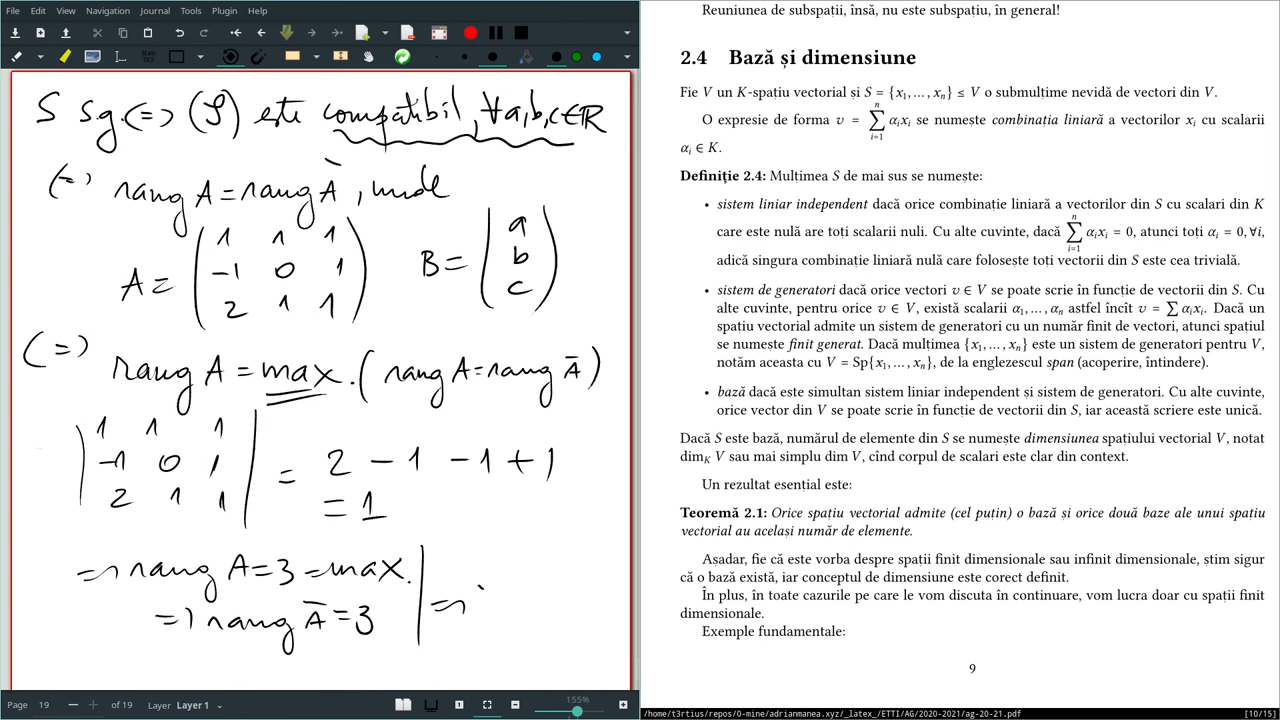 File Edit View Navigation Journal Tools Plugin Help
S sg. <=> (S) este compatibil, ∀a,b,c∈R
<=> rang A = rang Ā, unde
A = ( 1 1 1
-1 0 1
2 1 1 )
B = ( a
b
c )
<=> rang A = max. (rang A = rang Ā)
| 1 1 1
-1 0 1
2 1 1 | = 2 - 1 - 1 + 1
= 1
=> rang A = 3 = max.
=> rang Ā = 3 | =>
Page 19 of 19 Layer Layer 1 155%
Reuniunea de subspații, însă, nu este subspațiu, în general!
2.4 Bază și dimensiune
Fie V un K-spațiu vectorial și S = {x₁, … , xₙ} ≤ V o submulțime nevidă de vectori din V.
O expresie de forma v = ∑ⁿᵢ₌₁ αᵢxᵢ se numește combinația liniară a vectorilor xᵢ cu scalarii
αᵢ ∈ K.
Definiție 2.4: Mulțimea S de mai sus se numește:
• sistem liniar independent dacă orice combinație liniară a vectorilor din S cu scalari din K
care este nulă are toți scalarii nuli. Cu alte cuvinte, dacă ∑ⁿᵢ₌₁ αᵢxᵢ = 0, atunci toți αᵢ = 0, ∀i,
adică singura combinație liniară nulă care folosește toți vectorii din S este cea trivială.
• sistem de generatori dacă orice vectori v ∈ V se poate scrie în funcție de vectorii din S. Cu
alte cuvinte, pentru orice v ∈ V, există scalarii α₁, … , αₙ astfel încît v = ∑ αᵢxᵢ. Dacă un
spațiu vectorial admite un sistem de generatori cu un număr finit de vectori, atunci spațiul
se numește finit generat. Dacă mulțimea {x₁, … , xₙ} este un sistem de generatori pentru V,
notăm aceasta cu V = Sp{x₁, … , xₙ}, de la englezescul span (acoperire, întindere).
• bază dacă este simultan sistem liniar independent și sistem de generatori. Cu alte cuvinte,
orice vector din V se poate scrie în funcție de vectorii din S, iar această scriere este unică.
Dacă S este bază, numărul de elemente din S se numește dimensiunea spațiului vectorial V, notat
dim_K V sau mai simplu dim V, cînd corpul de scalari este clar din context.
Un rezultat esențial este:
Teoremă 2.1: Orice spațiu vectorial admite (cel puțin) o bază și orice două baze ale unui spațiu
vectorial au același număr de elemente.
Așadar, fie că este vorba despre spații finit dimensionale sau infinit dimensionale, știm sigur
că o bază există, iar conceptul de dimensiune este corect definit.
În plus, în toate cazurile pe care le vom discuta în continuare, vom lucra doar cu spații finit
dimensionale.
Exemple fundamentale:
9
/home/t3rtius/repos/0-mine/adrianmanea.xyz/_latex_/ETTI/AG/2020-2021/ag-20-21.pdf [10/15]